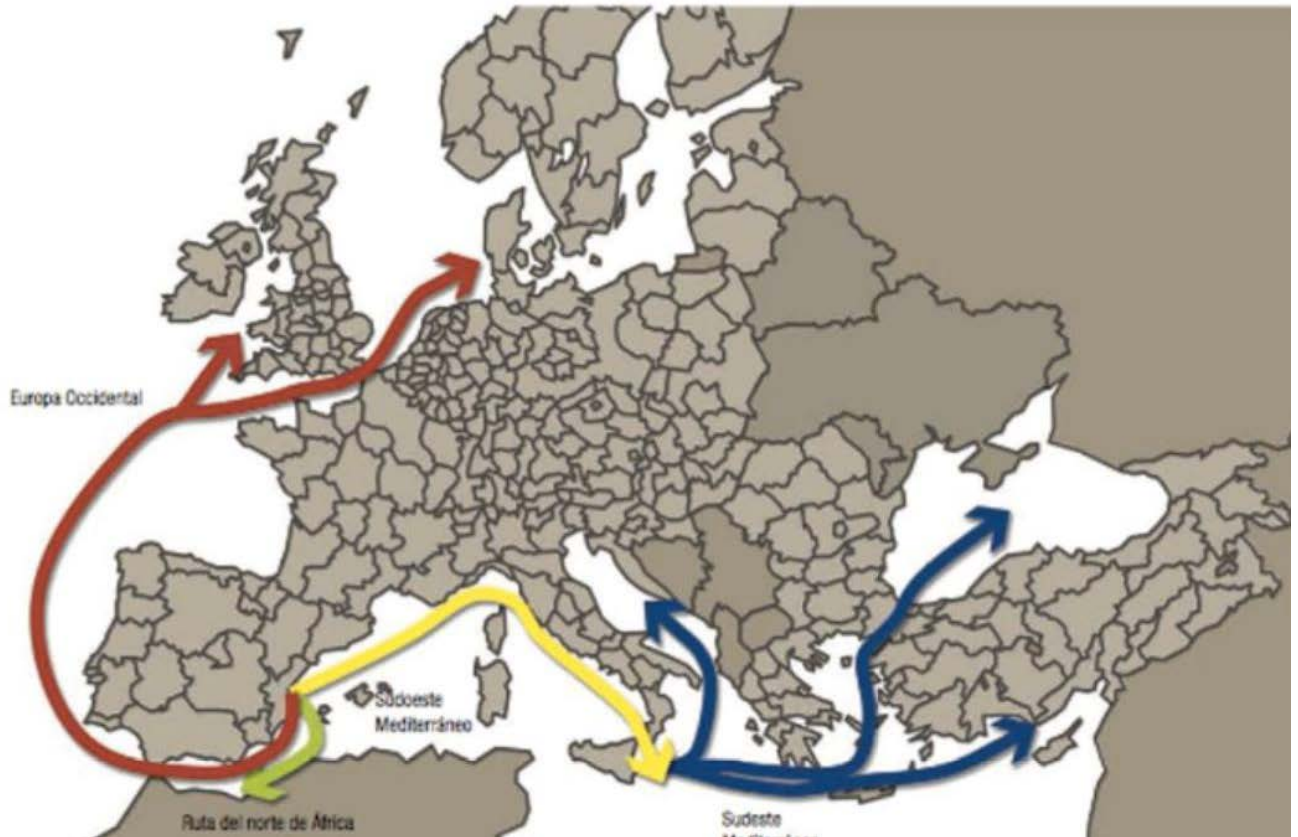 Europa Occidental
Sudoeste
Mediterráneo
Ruta del norte de África
Sudeste